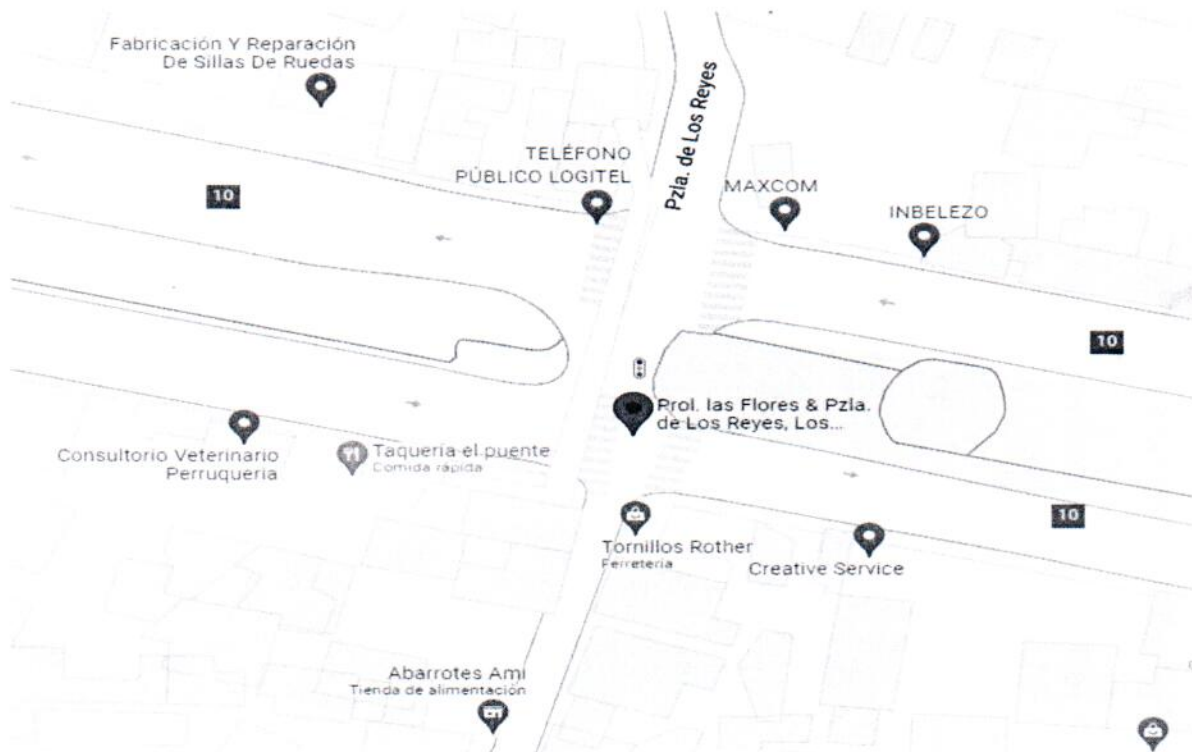 Fabricación Y Reparación
De Sillas De Ruedas
Pzla. de Los Reyes
TELÉFONO
PÚBLICO LOGITEL
10
MAXCOM
INBELEZO
10
Prol. las Flores & Pzla.
de Los Reyes, Los...
Consultorio Veterinario
Perruqueria
Taqueria el puente
Comida rápida
10
Tornillos Rother
Ferretería
Creative Service
Abarrotes Ami
Tienda de alimentación